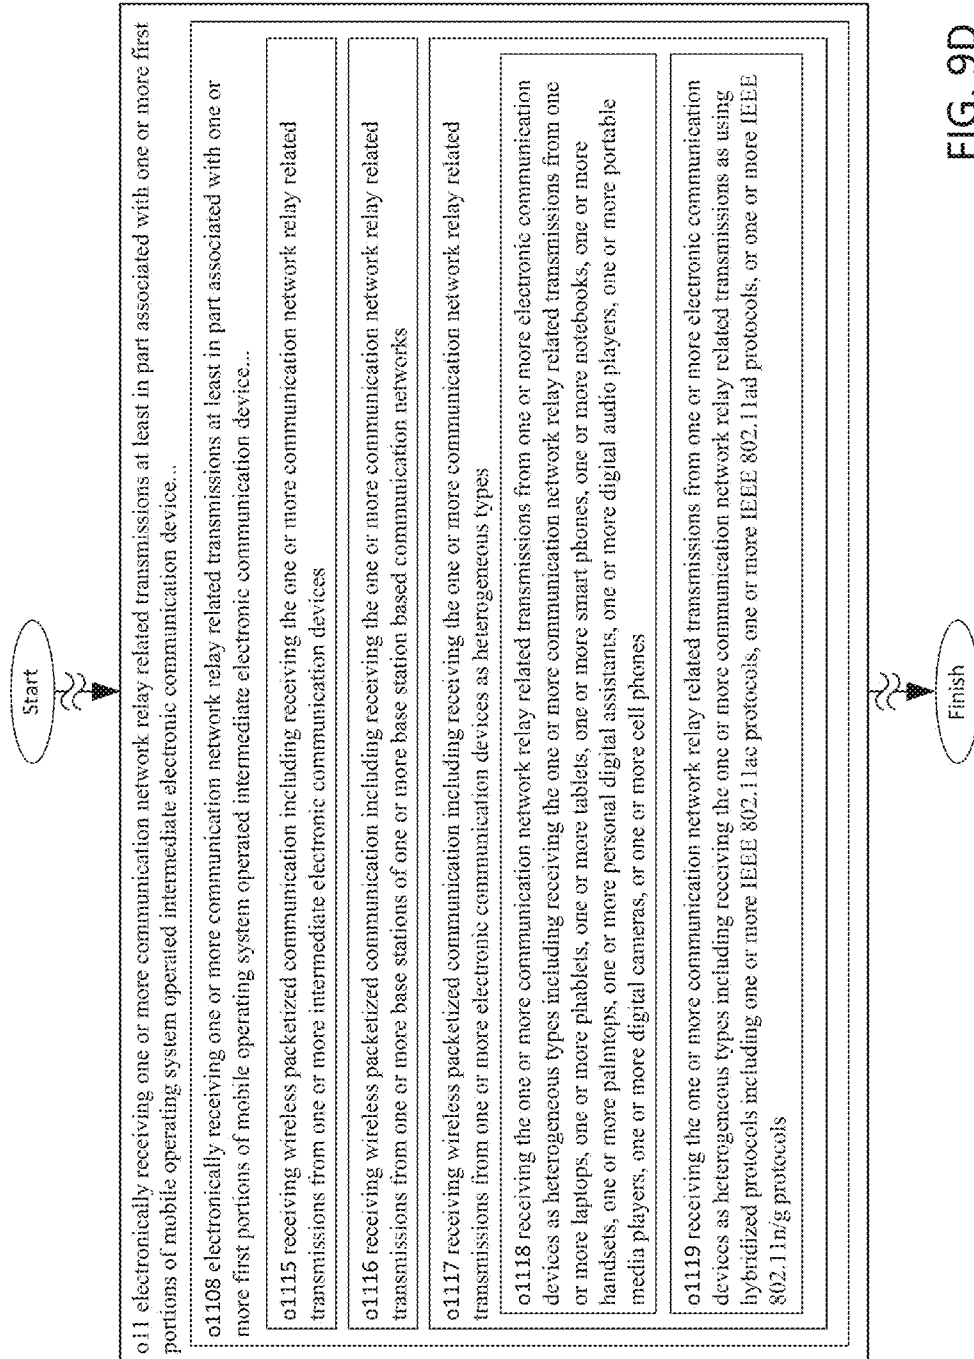 Start
o11 electronically receiving one or more communication network relay related transmissions at least in part associated with one or more first
portions of mobile operating system operated intermediate electronic communication device...
o1108 electronically receiving one or more communication network relay related transmissions at least in part associated with one or
more first portions of mobile operating system operated intermediate electronic communication device...
o1115 receiving wireless packetized communication including receiving the one or more communication network relay related
transmissions from one or more intermediate electronic communication devices
o1116 receiving wireless packetized communication including receiving the one or more communication network relay related
transmissions from one or more base stations of one or more base station based communication networks
o1117 receiving wireless packetized communication including receiving the one or more communication network relay related
transmissions from one or more electronic communication devices as heterogeneous types
o1118 receiving the one or more communication network relay related transmissions from one or more electronic communication
devices as heterogeneous types including receiving the one or more communication network relay related transmissions from one
or more laptops, one or more phablets, one or more tablets, one or more smart phones, one or more notebooks, one or more
handsets, one or more palmtops, one or more personal digital assistants, one or more digital audio players, one or more portable
media players, one or more digital cameras, or one or more cell phones
o1119 receiving the one or more communication network relay related transmissions from one or more electronic communication
devices as heterogeneous types including receiving the one or more communication network relay related transmissions as using
hybridized protocols including one or more IEEE 802.11ac protocols, one or more IEEE 802.11ad protocols, or one or more IEEE
802.11n/g protocols
Finish
FIG. 9D